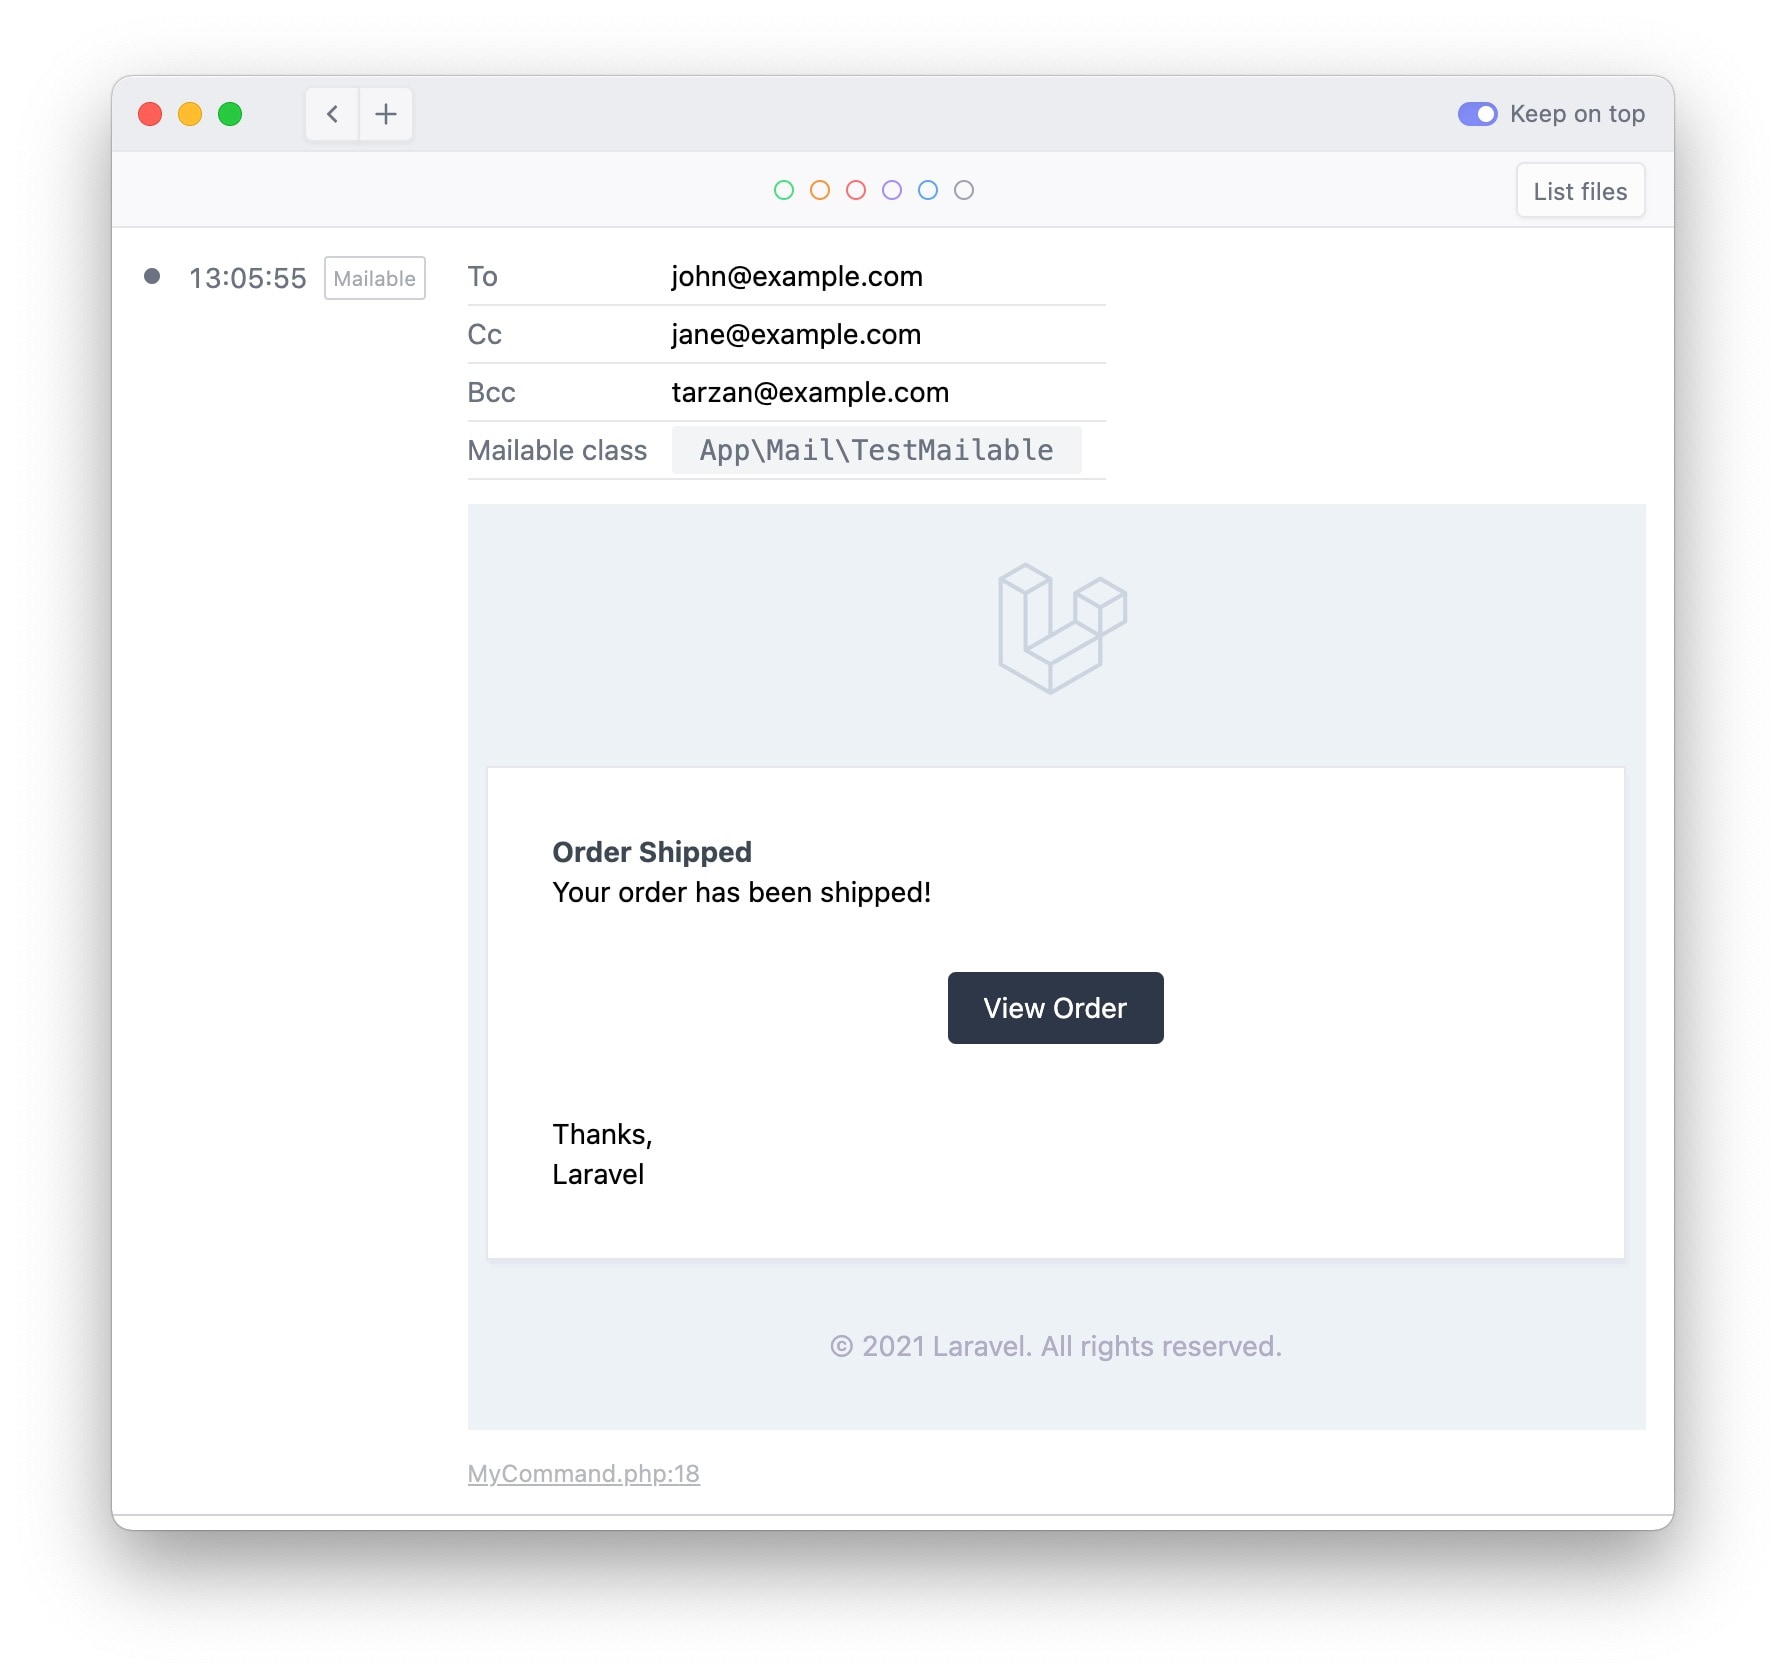 Keep on top
List files
13:05:55 Mailable
To john@example.com
Cc jane@example.com
Bcc tarzan@example.com
Mailable class App\Mail\TestMailable
Order Shipped
Your order has been shipped!
View Order
Thanks,
Laravel
© 2021 Laravel. All rights reserved.
MyCommand.php:18